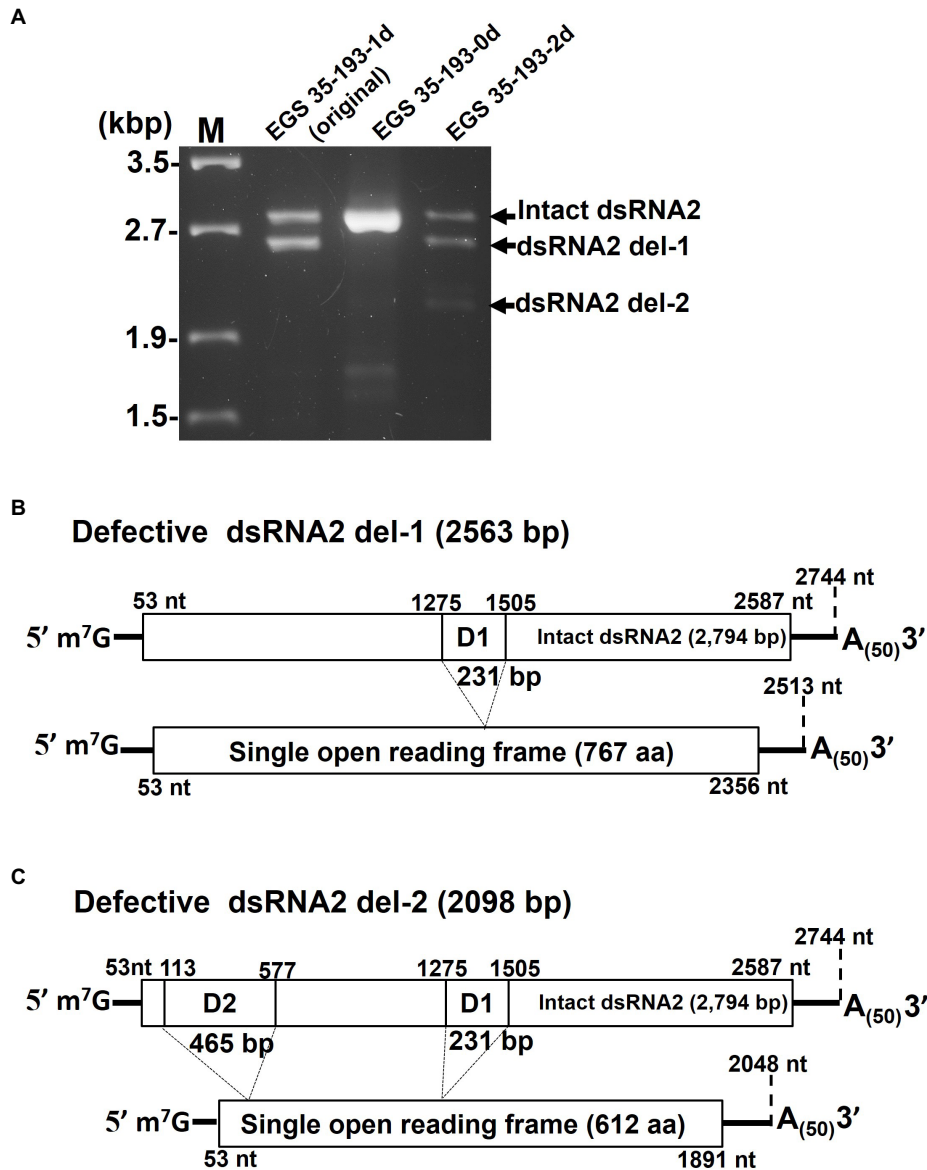 A
EGS 35-193-1d
(original)
EGS 35-193-0d
EGS 35-193-2d
(kbp)
M
3.5-
2.7-
1.9-
1.5-
Intact dsRNA2
dsRNA2 del-1
dsRNA2 del-2
B
Defective dsRNA2 del-1 (2563 bp)
2744 nt
53 nt 1275 1505 2587 nt
5’ m⁷G D1 Intact dsRNA2 (2,794 bp) A(50)3’
231 bp
2513 nt
5’ m⁷G Single open reading frame (767 aa) A(50)3’
53 nt 2356 nt
C
Defective dsRNA2 del-2 (2098 bp)
2744 nt
53nt 113 577 1275 1505 2587 nt
5’ m⁷G D2 D1 Intact dsRNA2 (2,794 bp) A(50)3’
465 bp 231 bp
2048 nt
5’ m⁷G Single open reading frame (612 aa) A(50)3’
53 nt 1891 nt